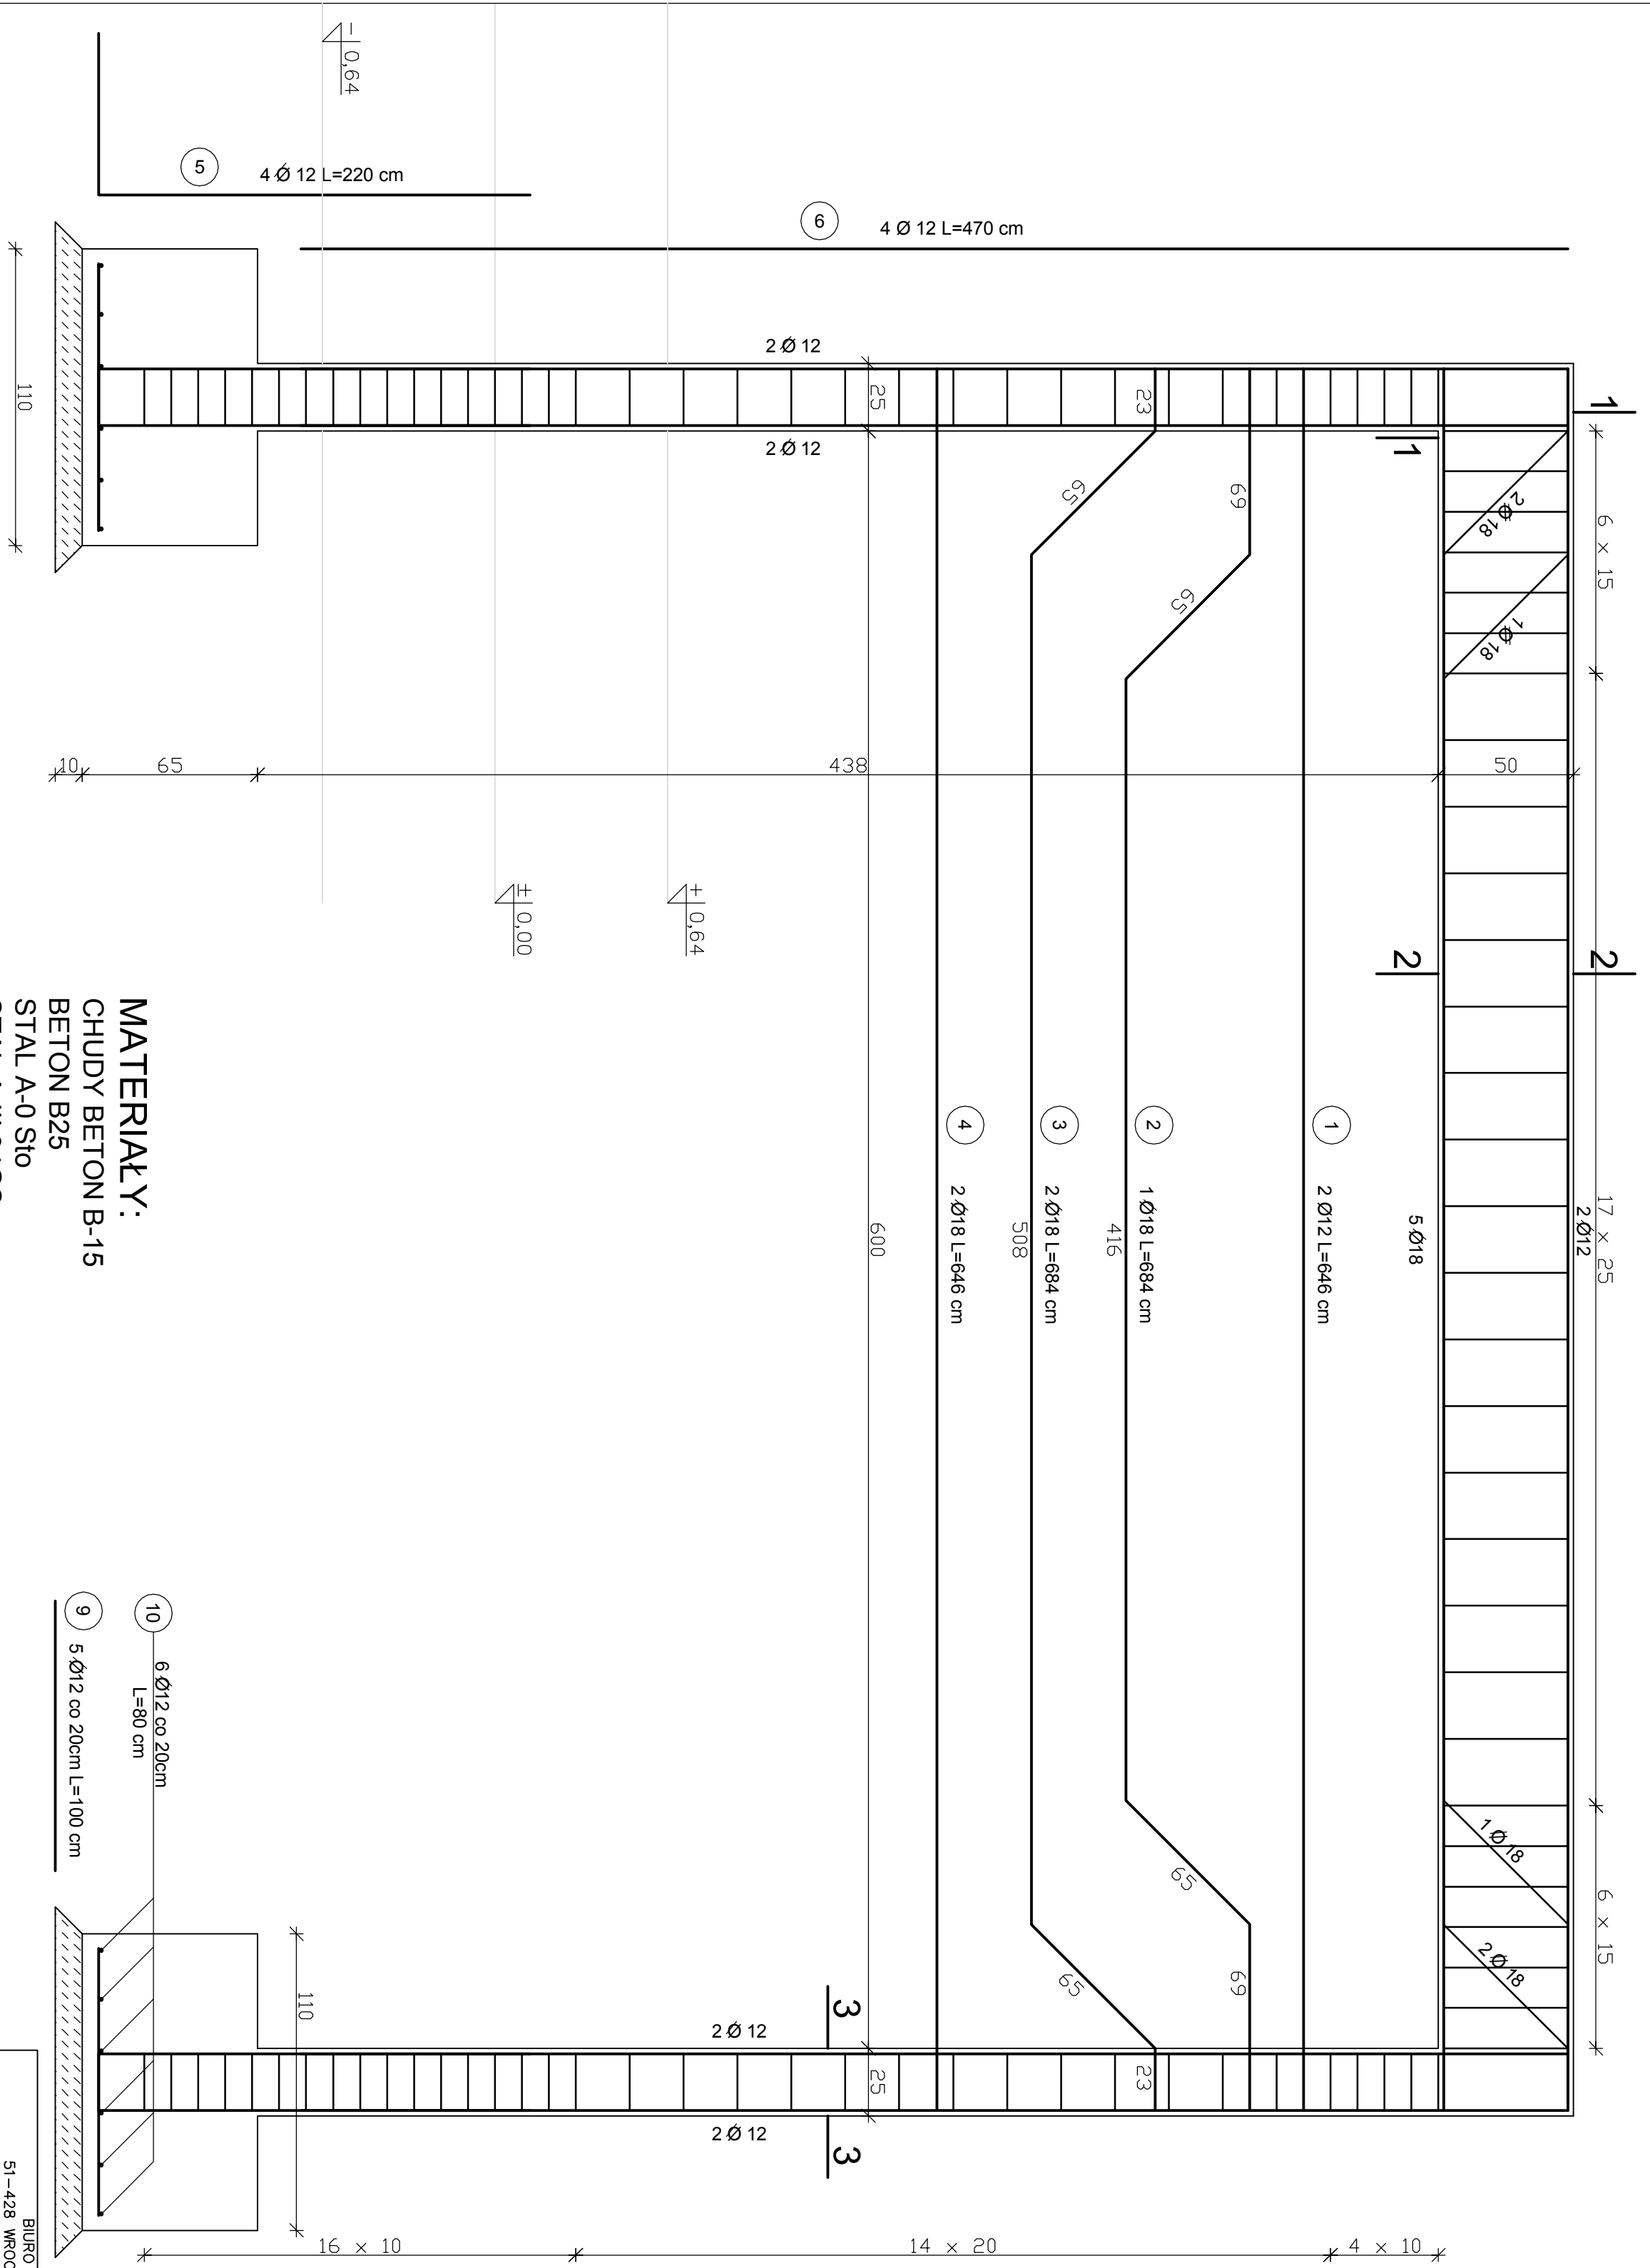 1
1
6 × 15
2 Ø 18
1 Ø 18
2
2
17 × 25
2 Ø12
5 Ø18
50
6 × 15
1 Ø 18
2 Ø 18
1
2 Ø12 L=646 cm
2
1 Ø18 L=684 cm
69
65
416
65
69
3
2 Ø18 L=684 cm
23
65
508
65
23
4
2 Ø18 L=646 cm
25
600
25
438
65
10
6
4 Ø 12 L=470 cm
5
4 Ø 12 L=220 cm
2 Ø 12
2 Ø 12
2 Ø 12
2 Ø 12
3
3
+ 0,64
± 0,00
- 0,64
110
110
4 × 10
14 × 20
16 × 10
10
6 Ø12 co 20cm
L=80 cm
9
5 Ø12 co 20cm L=100 cm
MATERIAŁY:
CHUDY BETON B-15
BETON B25
STAL A-0 Sto
BIURO
51-428 WROC